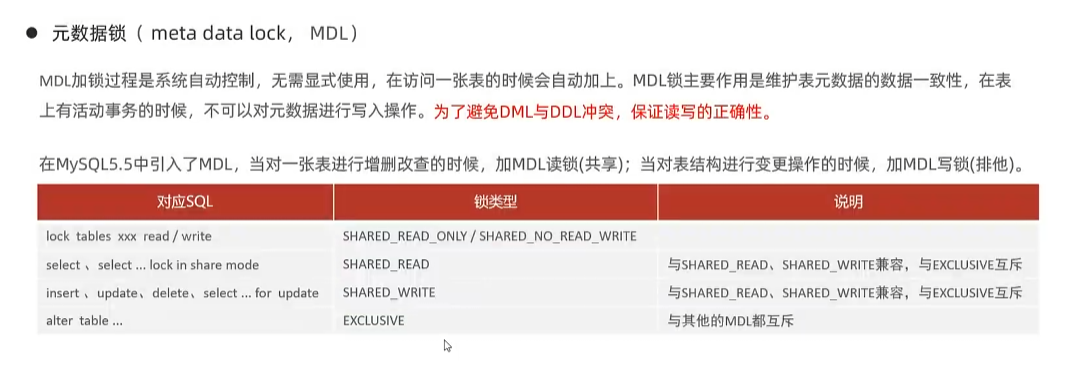 ● 元数据锁（ meta data lock， MDL）
MDL加锁过程是系统自动控制，无需显式使用，在访问一张表的时候会自动加上。MDL锁主要作用是维护表元数据的数据一致性，在表
上有活动事务的时候，不可以对元数据进行写入操作。为了避免DML与DDL冲突，保证读写的正确性。
在MySQL5.5中引入了MDL，当对一张表进行增删改查的时候，加MDL读锁(共享)；当对表结构进行变更操作的时候，加MDL写锁(排他)。
对应SQL 锁类型 说明
lock tables xxx read / write SHARED_READ_ONLY / SHARED_NO_READ_WRITE
select 、select ... lock in share mode SHARED_READ 与SHARED_READ、SHARED_WRITE兼容，与EXCLUSIVE互斥
insert 、update、delete、select ... for update SHARED_WRITE 与SHARED_READ、SHARED_WRITE兼容，与EXCLUSIVE互斥
alter table ... EXCLUSIVE 与其他的MDL都互斥